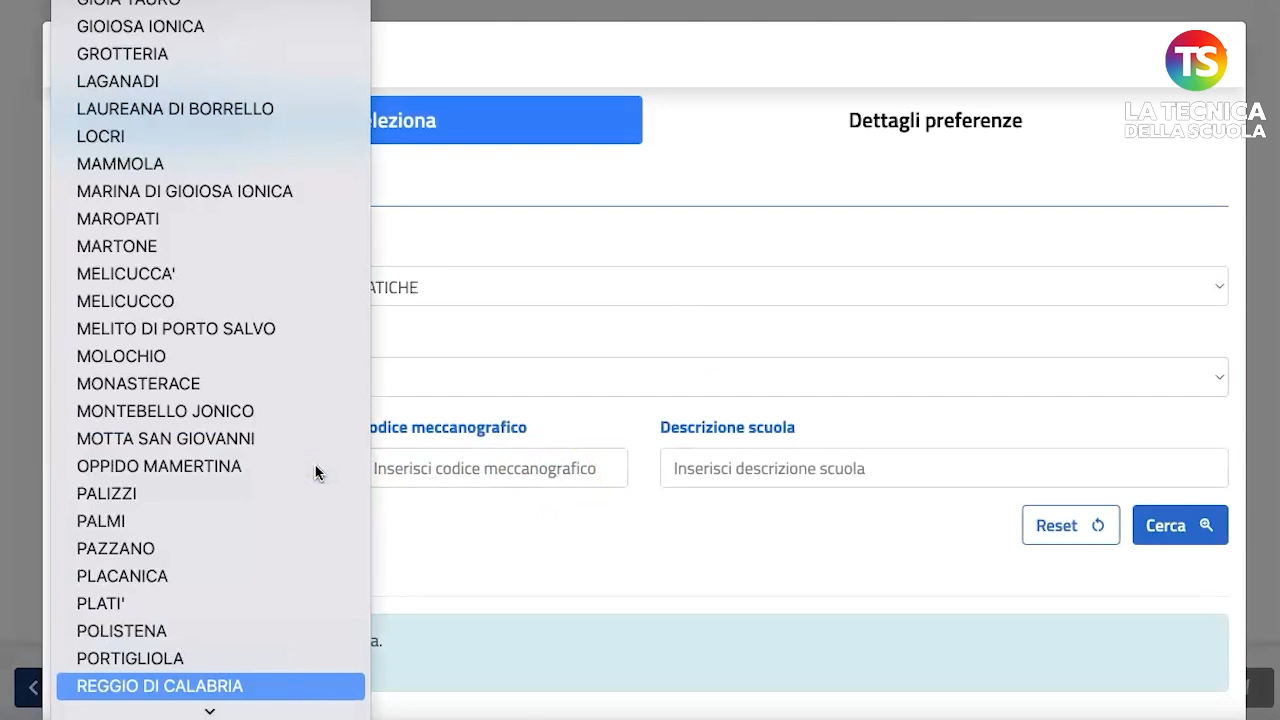 GIOIA TAURO
GIOIOSA IONICA
GROTTERIA
LAGANADI
LAUREANA DI BORRELLO
LOCRI
MAMMOLA
MARINA DI GIOIOSA IONICA
MAROPATI
MARTONE
MELICUCCA'
MELICUCCO
MELITO DI PORTO SALVO
MOLOCHIO
MONASTERACE
MONTEBELLO JONICO
MOTTA SAN GIOVANNI
OPPIDO MAMERTINA
PALIZZI
PALMI
PAZZANO
PLACANICA
PLATI'
POLISTENA
PORTIGLIOLA
REGGIO DI CALABRIA
eleziona
Dettagli preferenze
TS
LA TECNICA
DELLA SCUOLA
ATICHE
odice meccanografico
Descrizione scuola
Inserisci codice meccanografico
Inserisci descrizione scuola
Reset
Cerca
a.